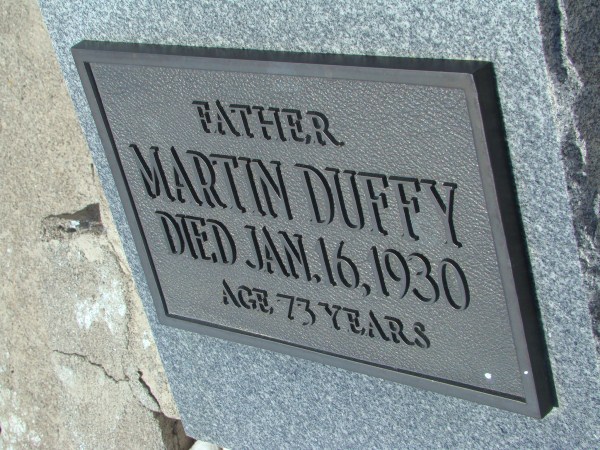 FATHER
MARTIN DUFFY
DIED JAN. 16, 1930
AGE 73 YEARS